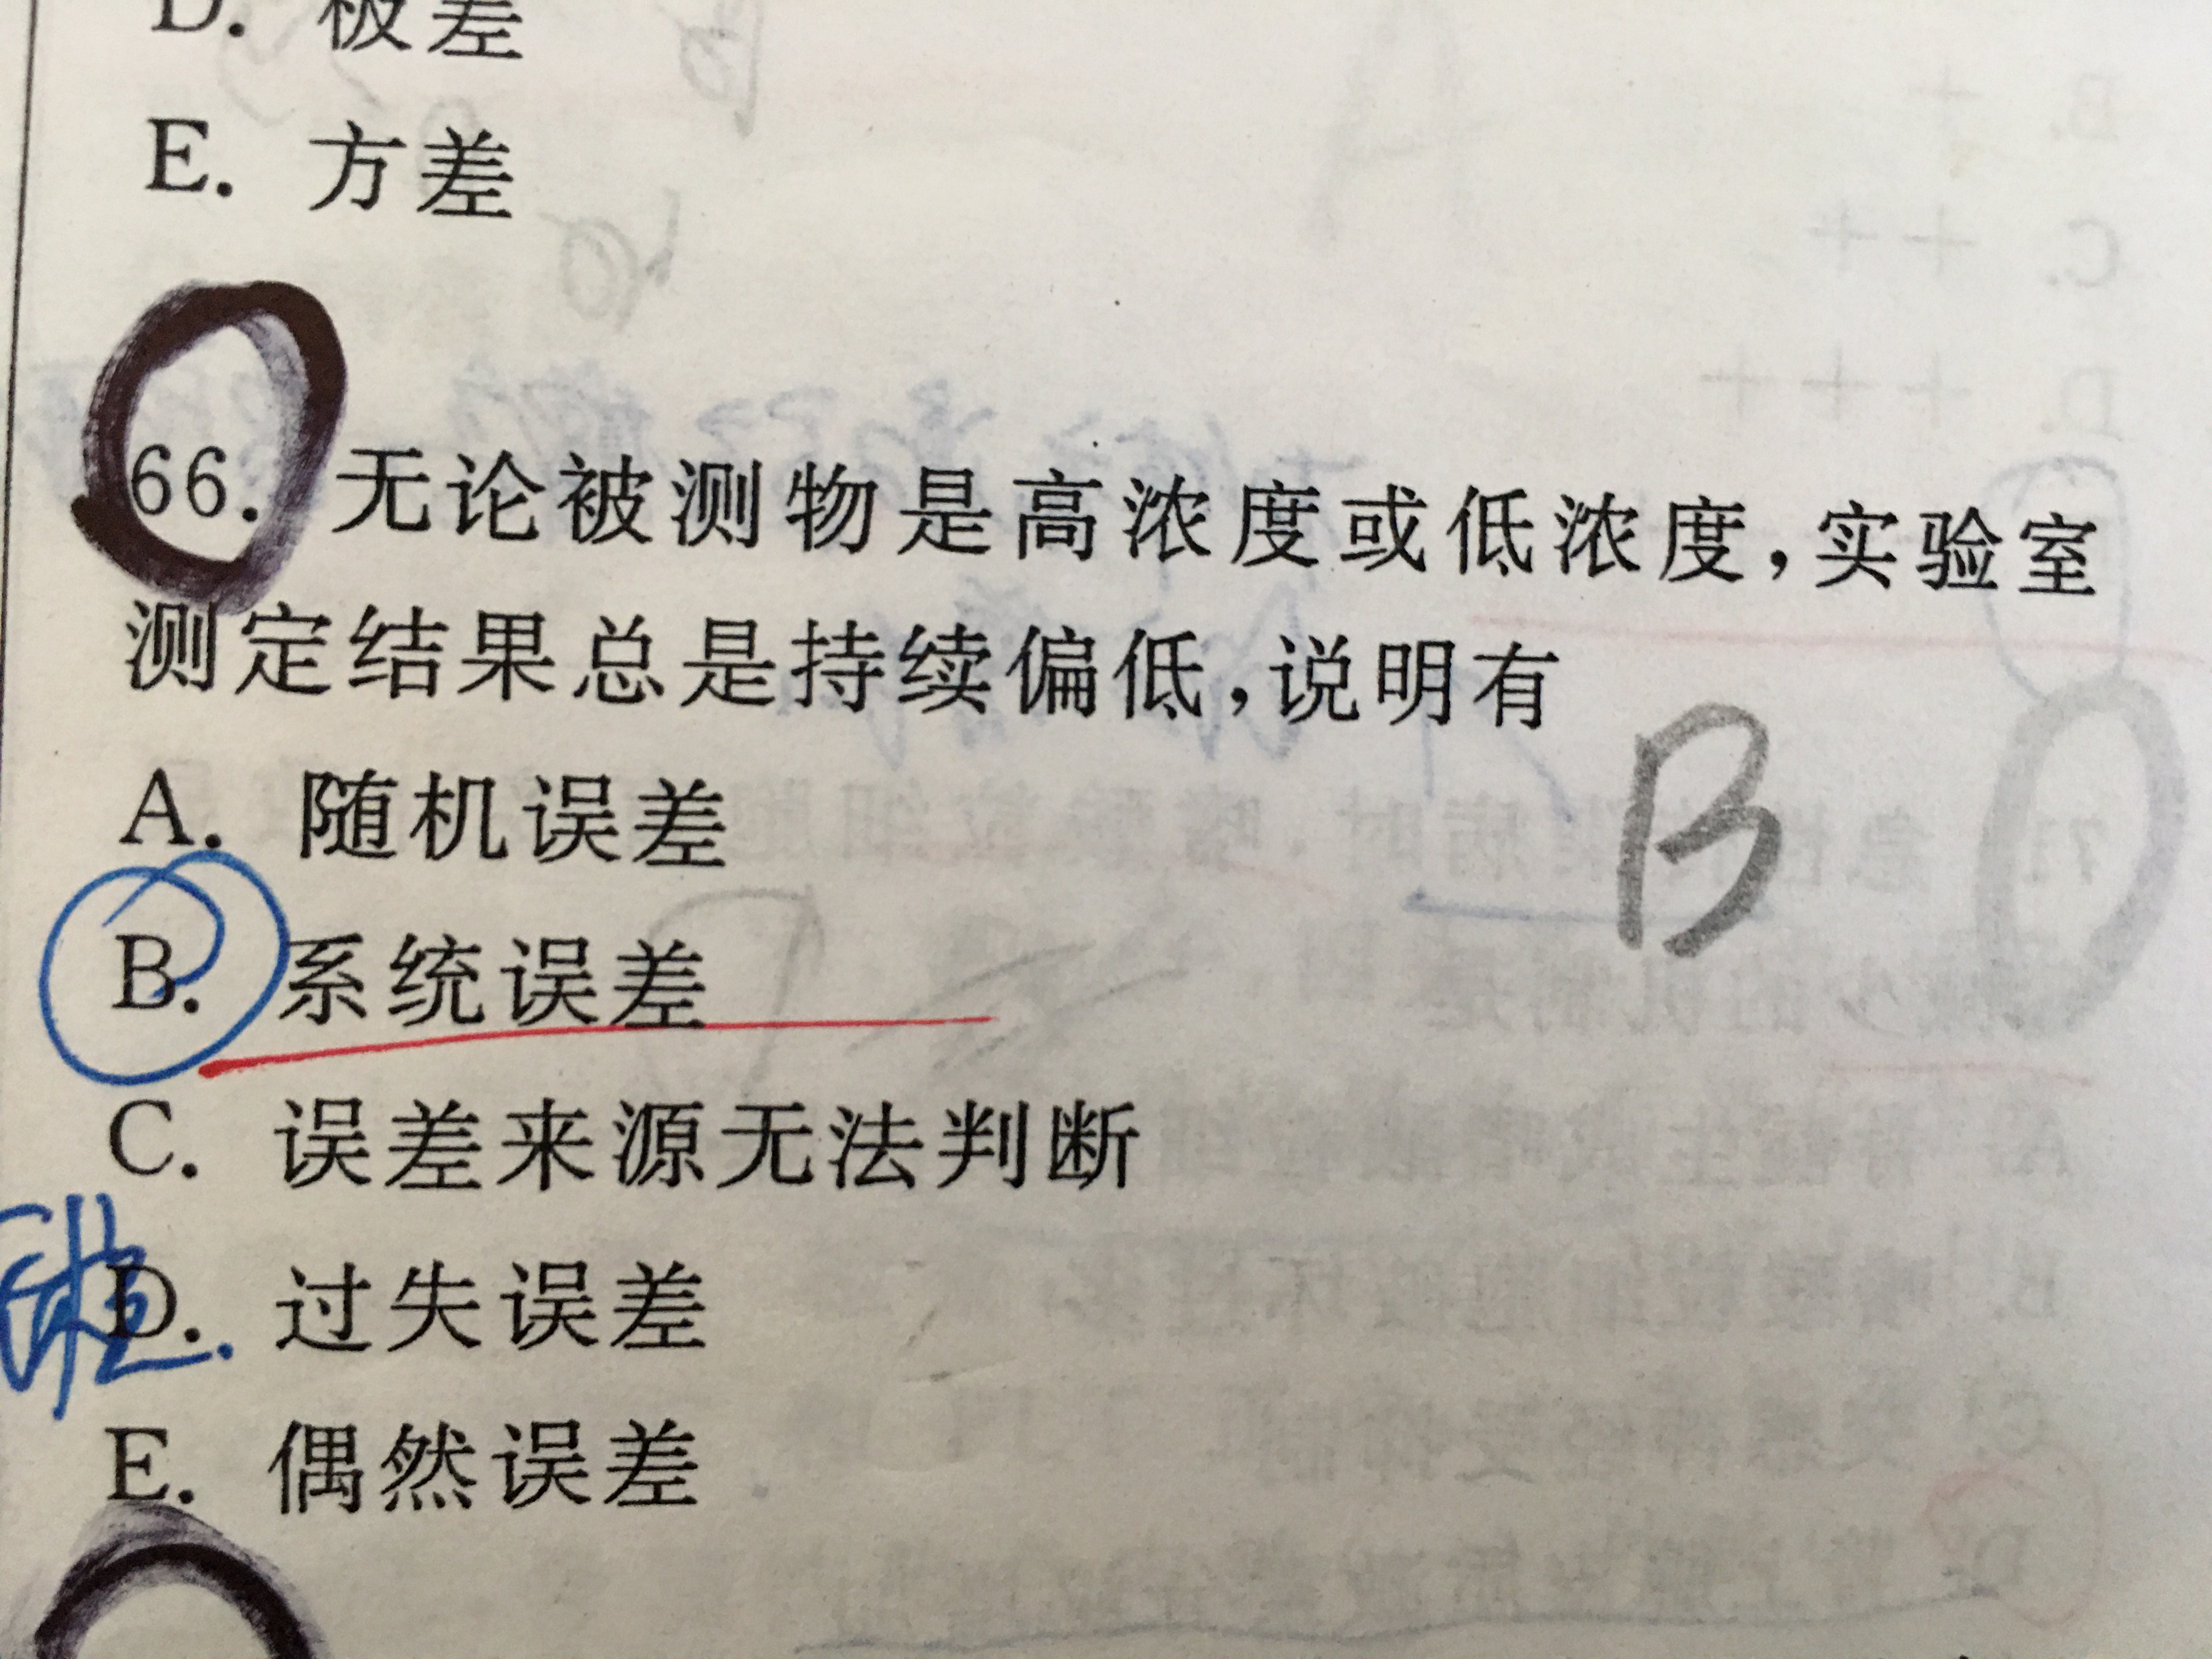 D. 极差
E. 方差
66. 无论被测物是高浓度或低浓度，实验室
测定结果总是持续偏低，说明有
A. 随机误差
B. 系统误差
C. 误差来源无法判断
D. 过失误差
E. 偶然误差
B